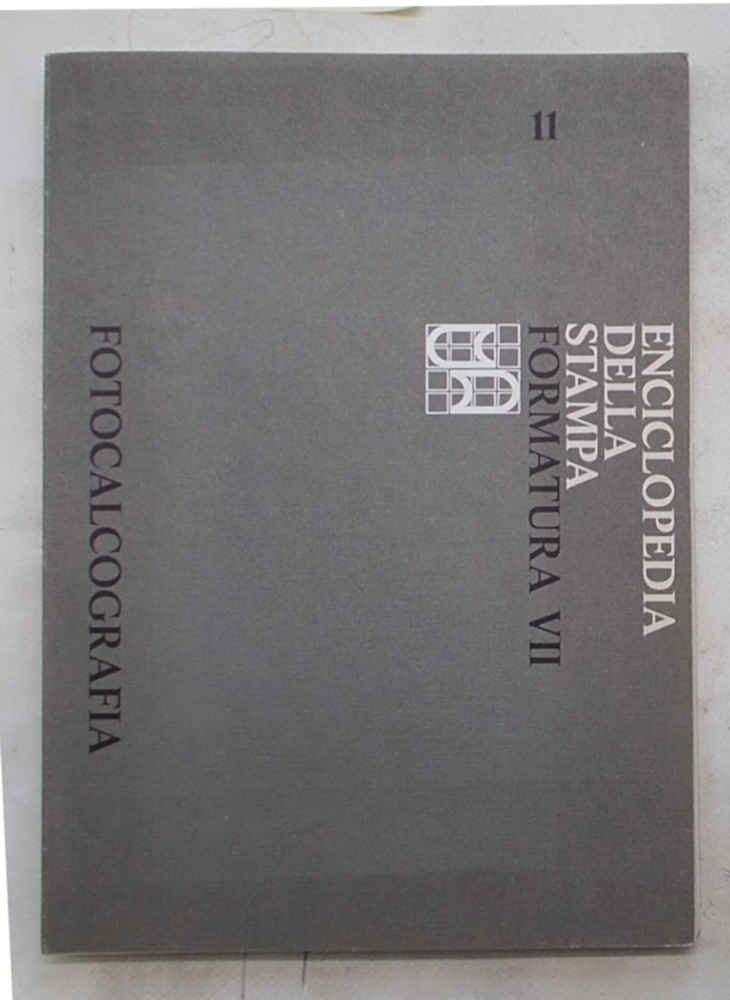 ENCICLOPEDIA
DELLA
STAMPA
11
FORMATURA VII
FOTOCALCOGRAFIA